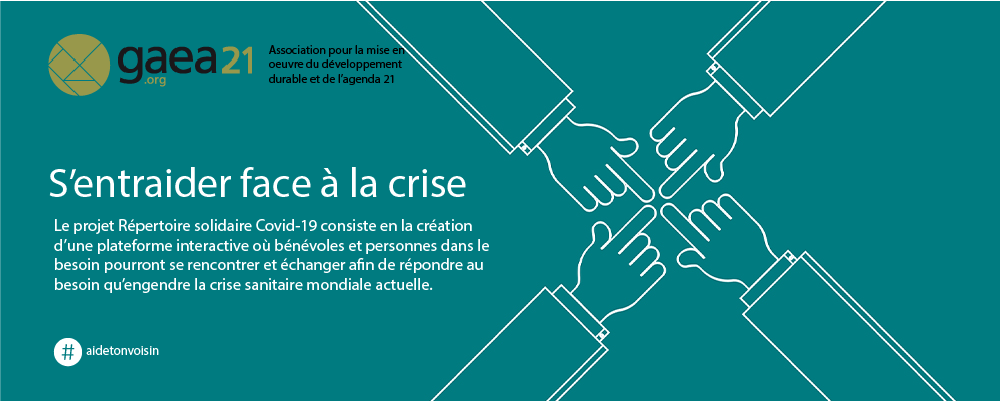 gaea21
.org
Association pour la mise en
oeuvre du développement
durable et de l'agenda 21
S'entraider face à la crise
Le projet Répertoire solidaire Covid-19 consiste en la création
d'une plateforme interactive où bénévoles et personnes dans le
besoin pourront se rencontrer et échanger afin de répondre au
besoin qu'engendre la crise sanitaire mondiale actuelle.
# aidetonvoisin